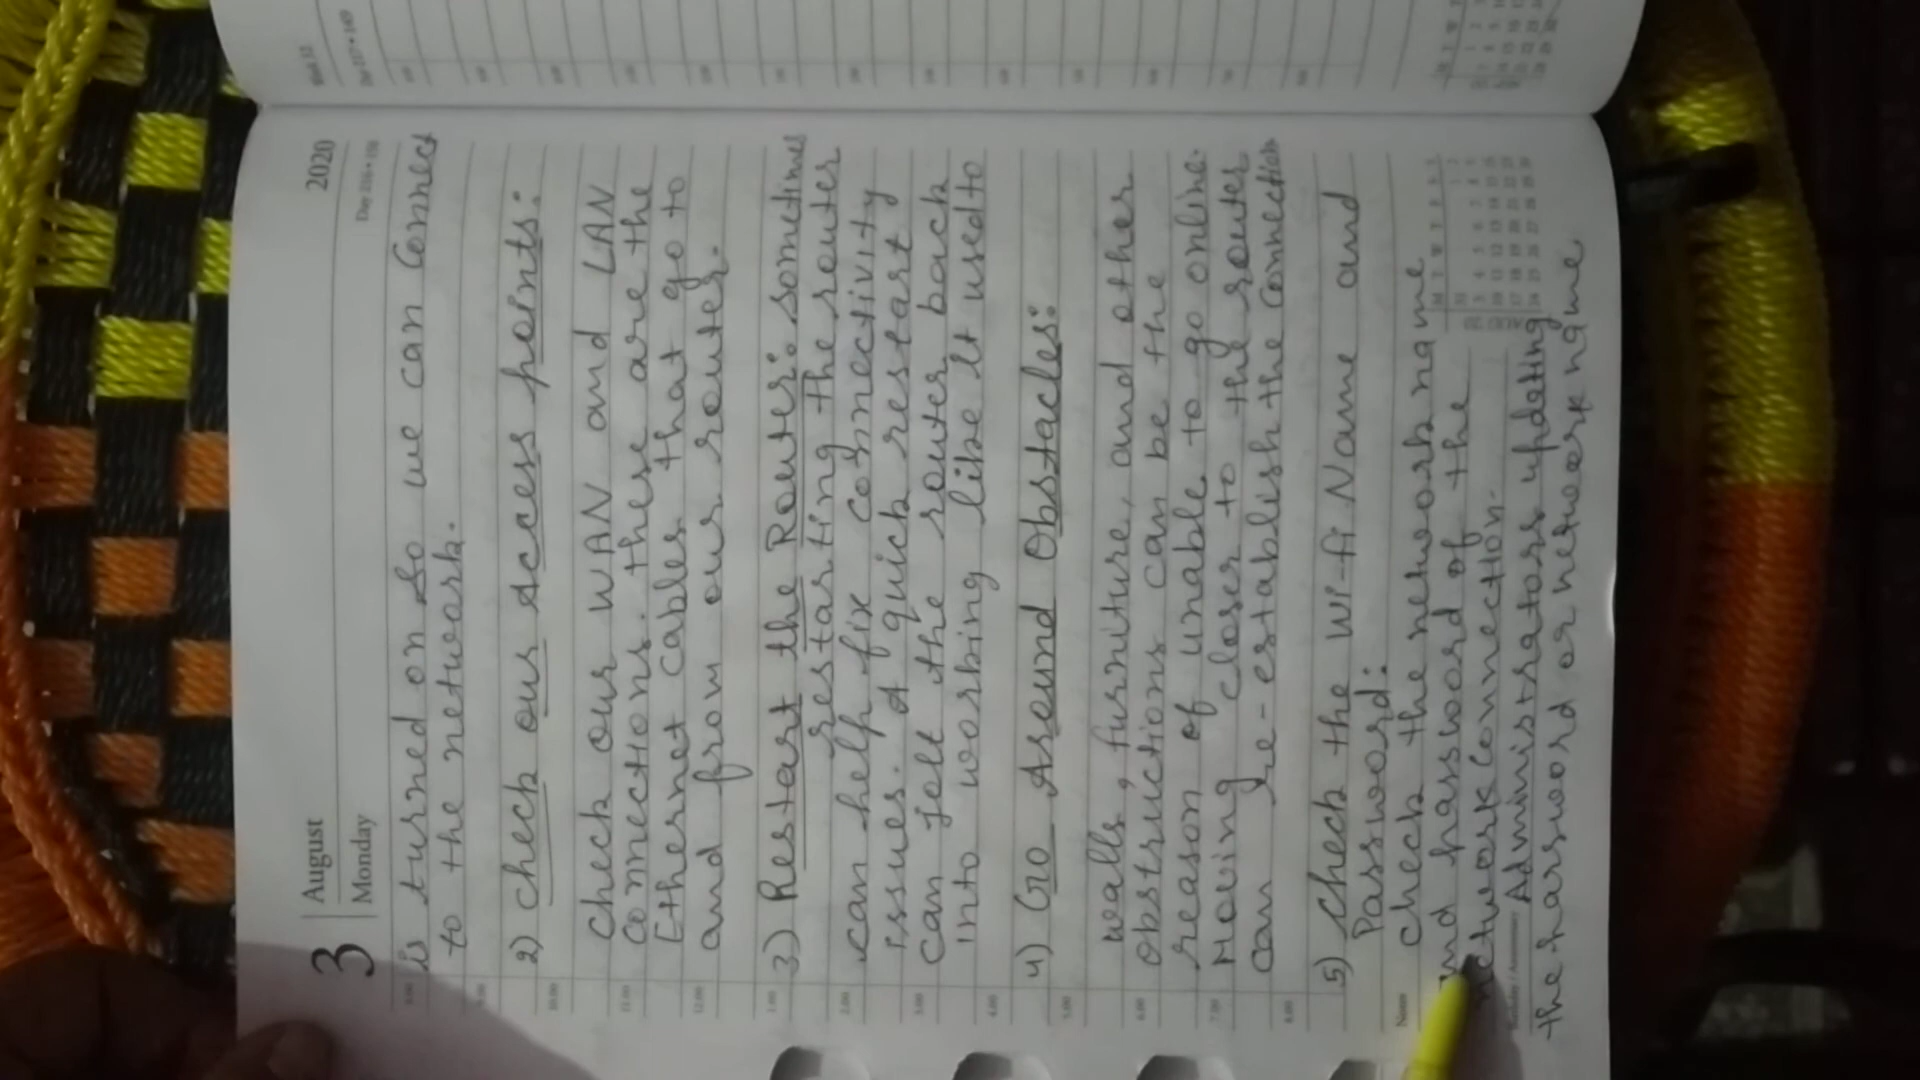 3
August
2020
Monday
is turned on so we can connect
to the network.
2) check our Access points:
check our WAN and LAN
connections. these are the
Ethernet cables that go to
and from our router.
3) Restart the Router: sometimes
restarting the router
can help fix connectivity
issues. A quick restart
can jolt the router back
into working like it used to
4) Go Around Obstacles:
walls, furniture, and other
obstructions can be the
reason of unable to go online.
Moving closer to the router
can re-establish the connection
5) check the Wi-fi Name and
Password:
check the network name
and password of the
network connection.
Administrators updating
the password or network name